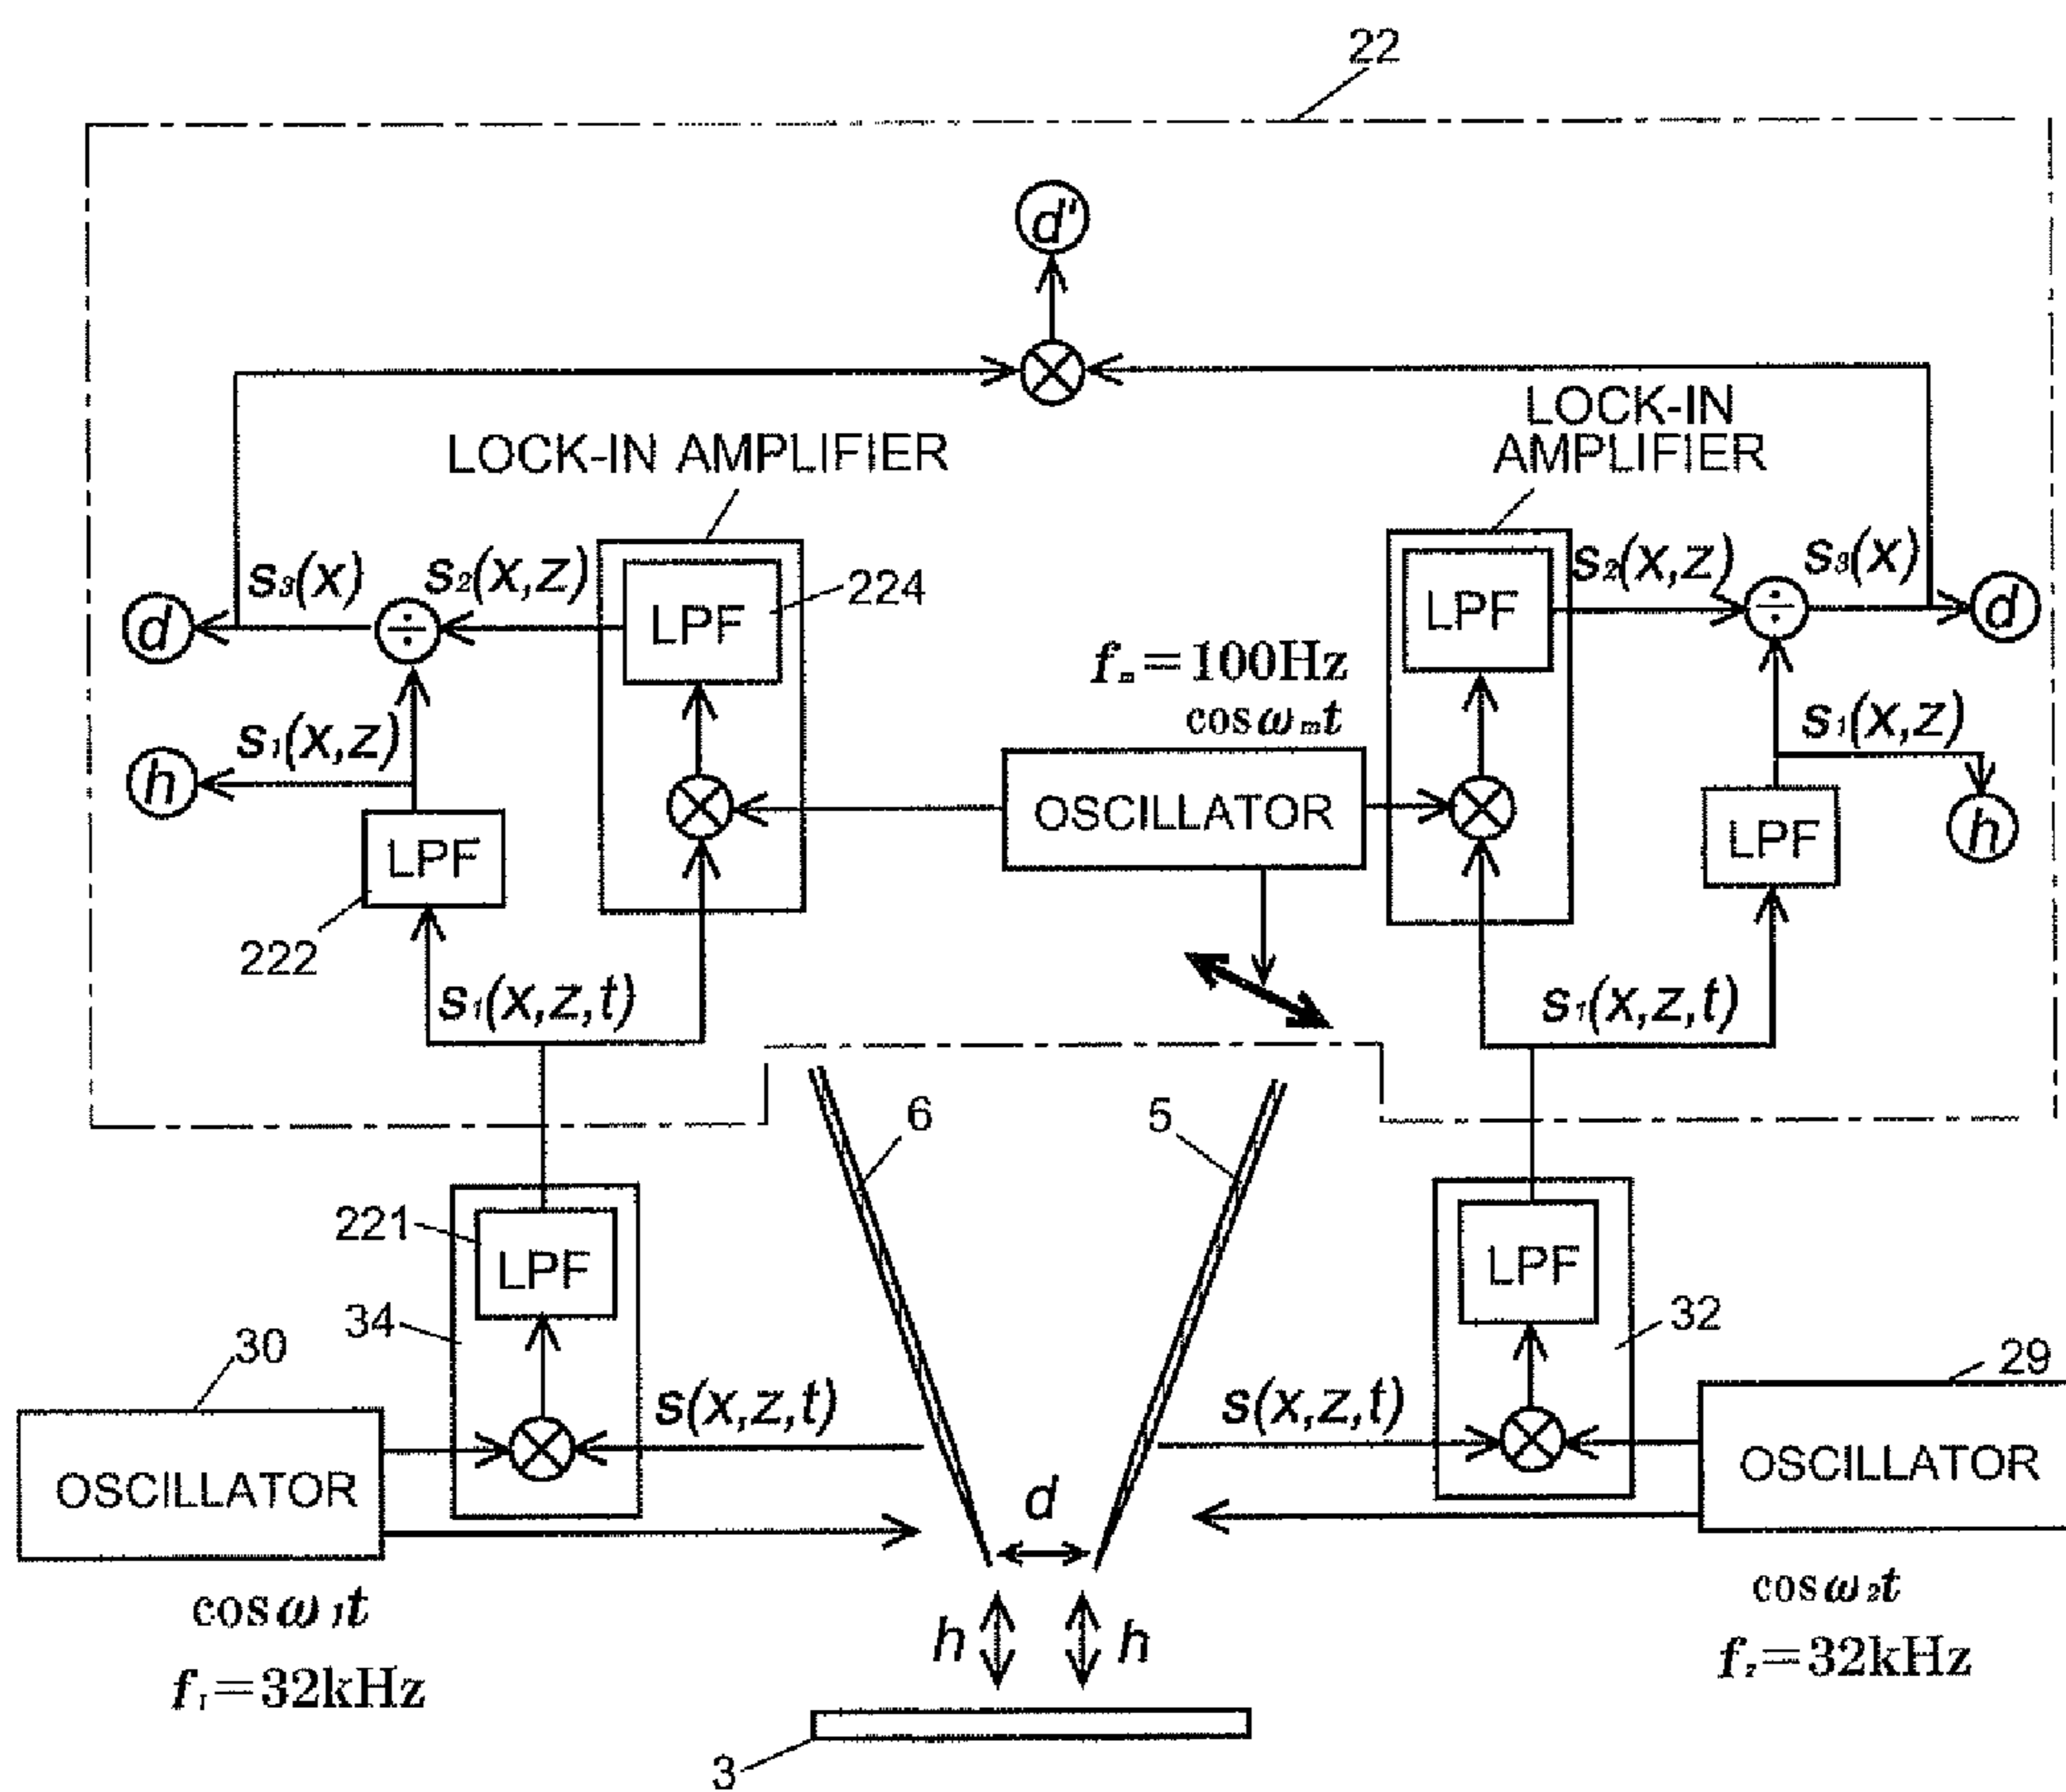 22
d'
LOCK-IN AMPLIFIER
LOCK-IN
AMPLIFIER
s3(x)
s2(x,z)
LPF
224
LPF
s2(x,z)
s3(x)
d
÷
÷
d
fm=100Hz
cosωmt
s1(x,z)
s1(x,z)
h
OSCILLATOR
LPF
LPF
h
222
s1(x,z,t)
s1(x,z,t)
6
5
221
LPF
LPF
34
32
30
29
s(x,z,t)
s(x,z,t)
OSCILLATOR
OSCILLATOR
d
cosω1t
cosω2t
h
h
f1=32kHz
f2=32kHz
3